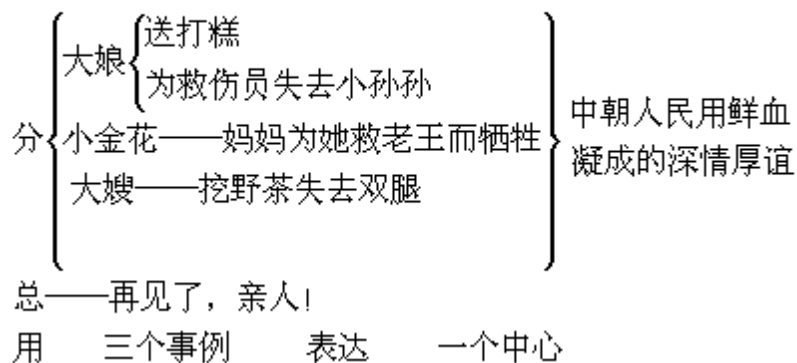 送打糕
大娘
为救伤员失去小孙孙
分
小金花——妈妈为她救老王而牺牲
大嫂——挖野茶失去双腿
中朝人民用鲜血
凝成的深情厚谊
总——再见了，亲人！
用 三个事例 表达 一个中心